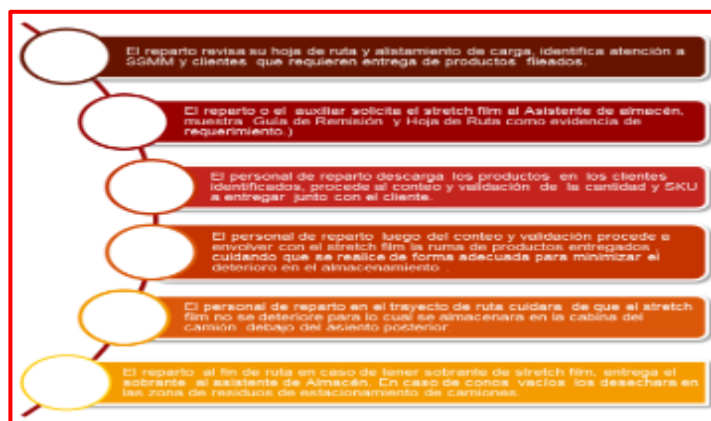 El reparto revisa su hoja de ruta y alistamiento de carga, identifica atención a
SSMM y clientes que requieren entrega de productos fileados.
El reparto o el auxiliar solicita el stretch film al Asistente de almacén,
muestra Guía de Remisión y Hoja de Ruta como evidencia de
requerimiento.)
El personal de reparto descarga los productos en los clientes
identificados, procede al conteo y validación de la cantidad y SKU
a entregar junto con el cliente.
El personal de reparto luego del conteo y validación procede a
envolver con el stretch film la ruma de productos entregados ,
cuidando que se realice de forma adecuada para minimizar el
deterioro en el almacenamiento .
El personal de reparto en el trayecto de ruta cuidara de que el stretch
film no se deteriore para lo cual se almacenara en la cabina del
camión debajo del asiento posterior
El reparto al fin de ruta en caso de tener sobrante de stretch film, entrega el
sobrante al asistente de Almacén. En caso de conos vacíos los desechara en
las zona de residuos de estacionamiento de camiones.